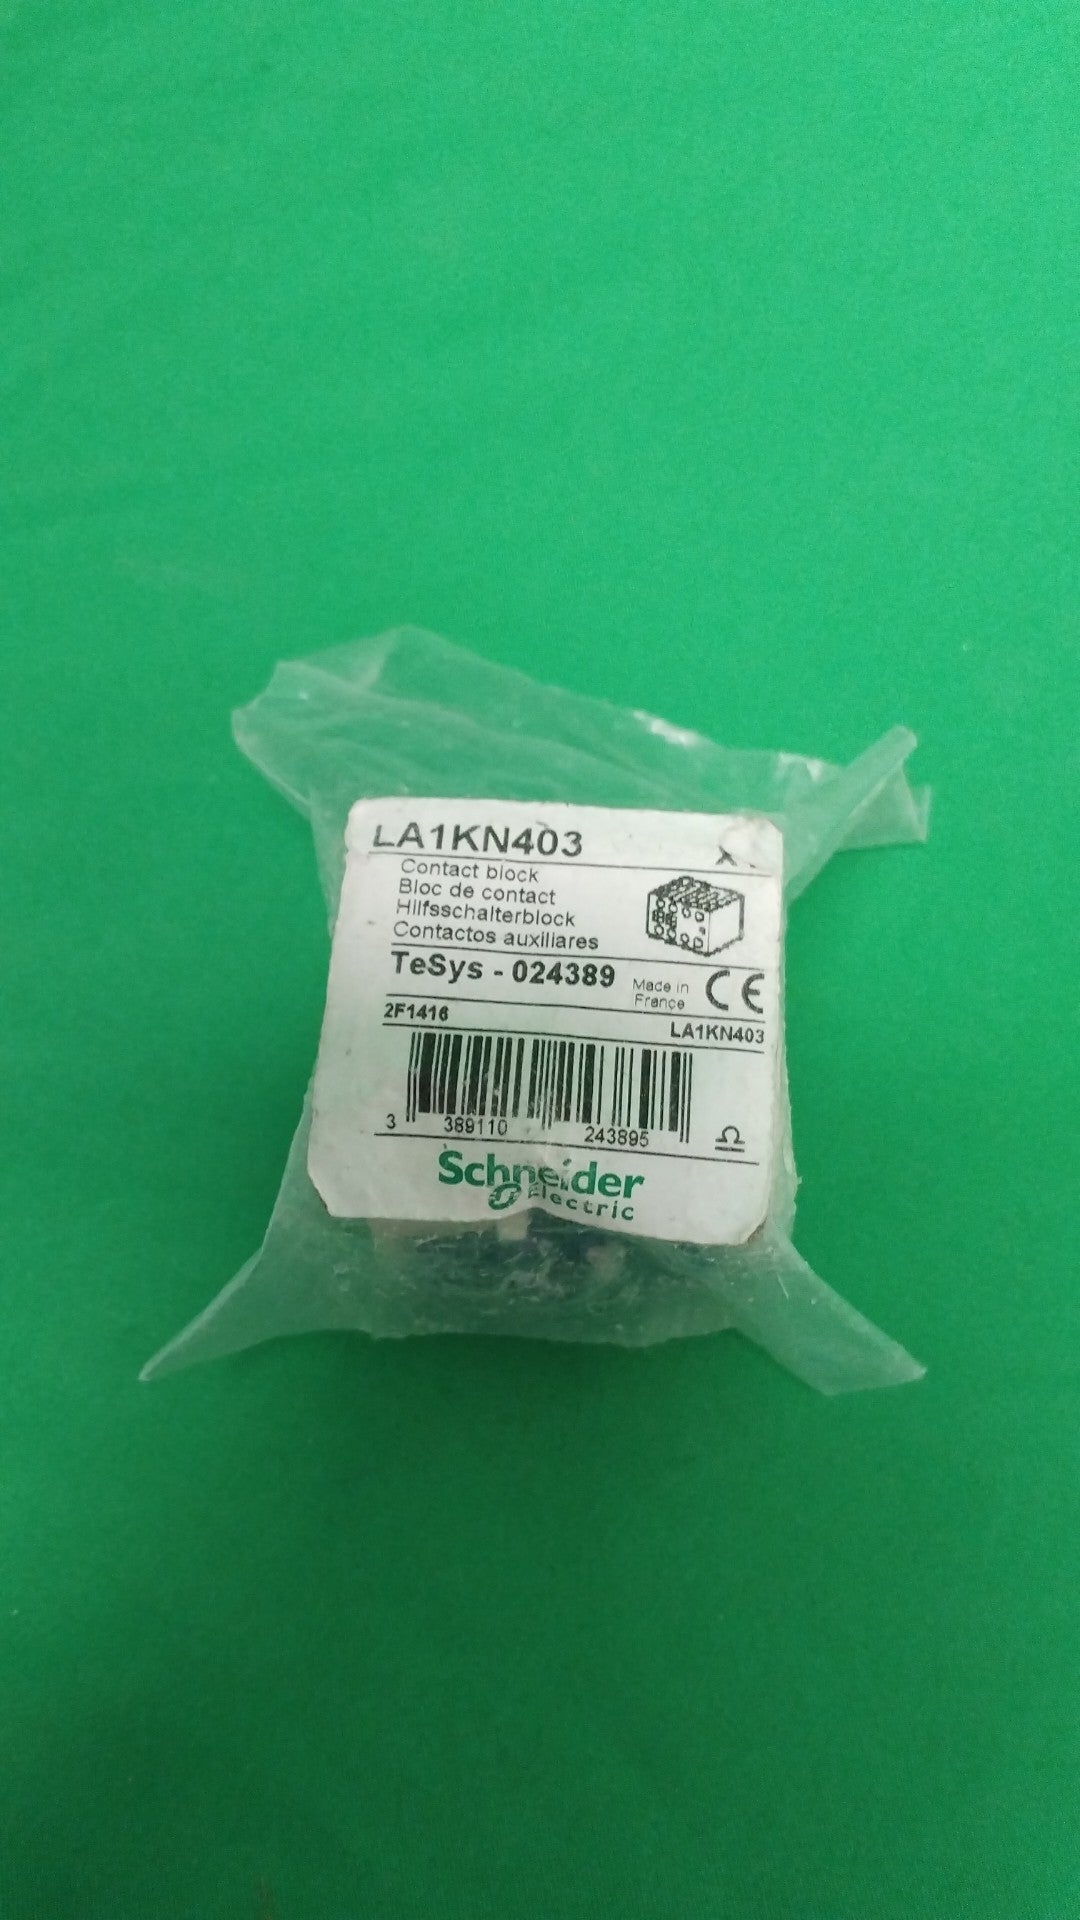 LA1KN403
Contact block
Bloc de contact
Hilfsschalterblock
Contactos auxiliares
TeSys - 024389
Made in
France
CE
2F1416
LA1KN403
3 389110 243895
Schneider
Electric